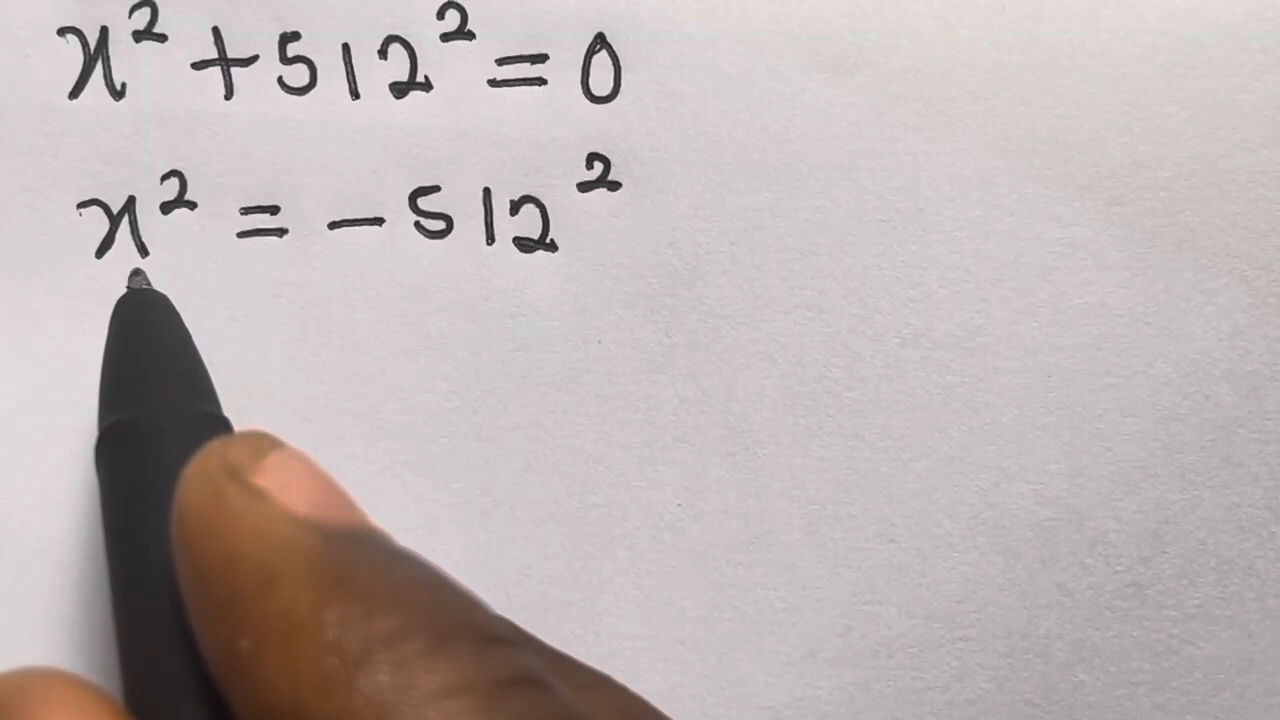 x² + 512² = 0
x² = -512²